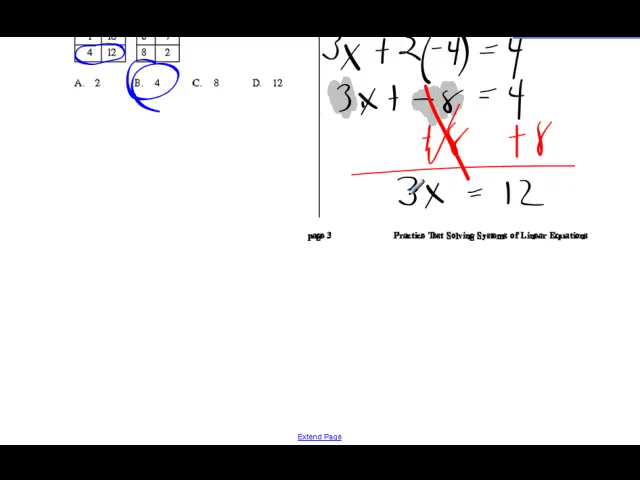 4 12 8 2
A. 2 B. 4 C. 8 D. 12
3x + 2(-4) = 4
3x + -8 = 4
+8 +8
3x = 12
page 3 Practice Test Solving Systems of Linear Equations
Extend Page